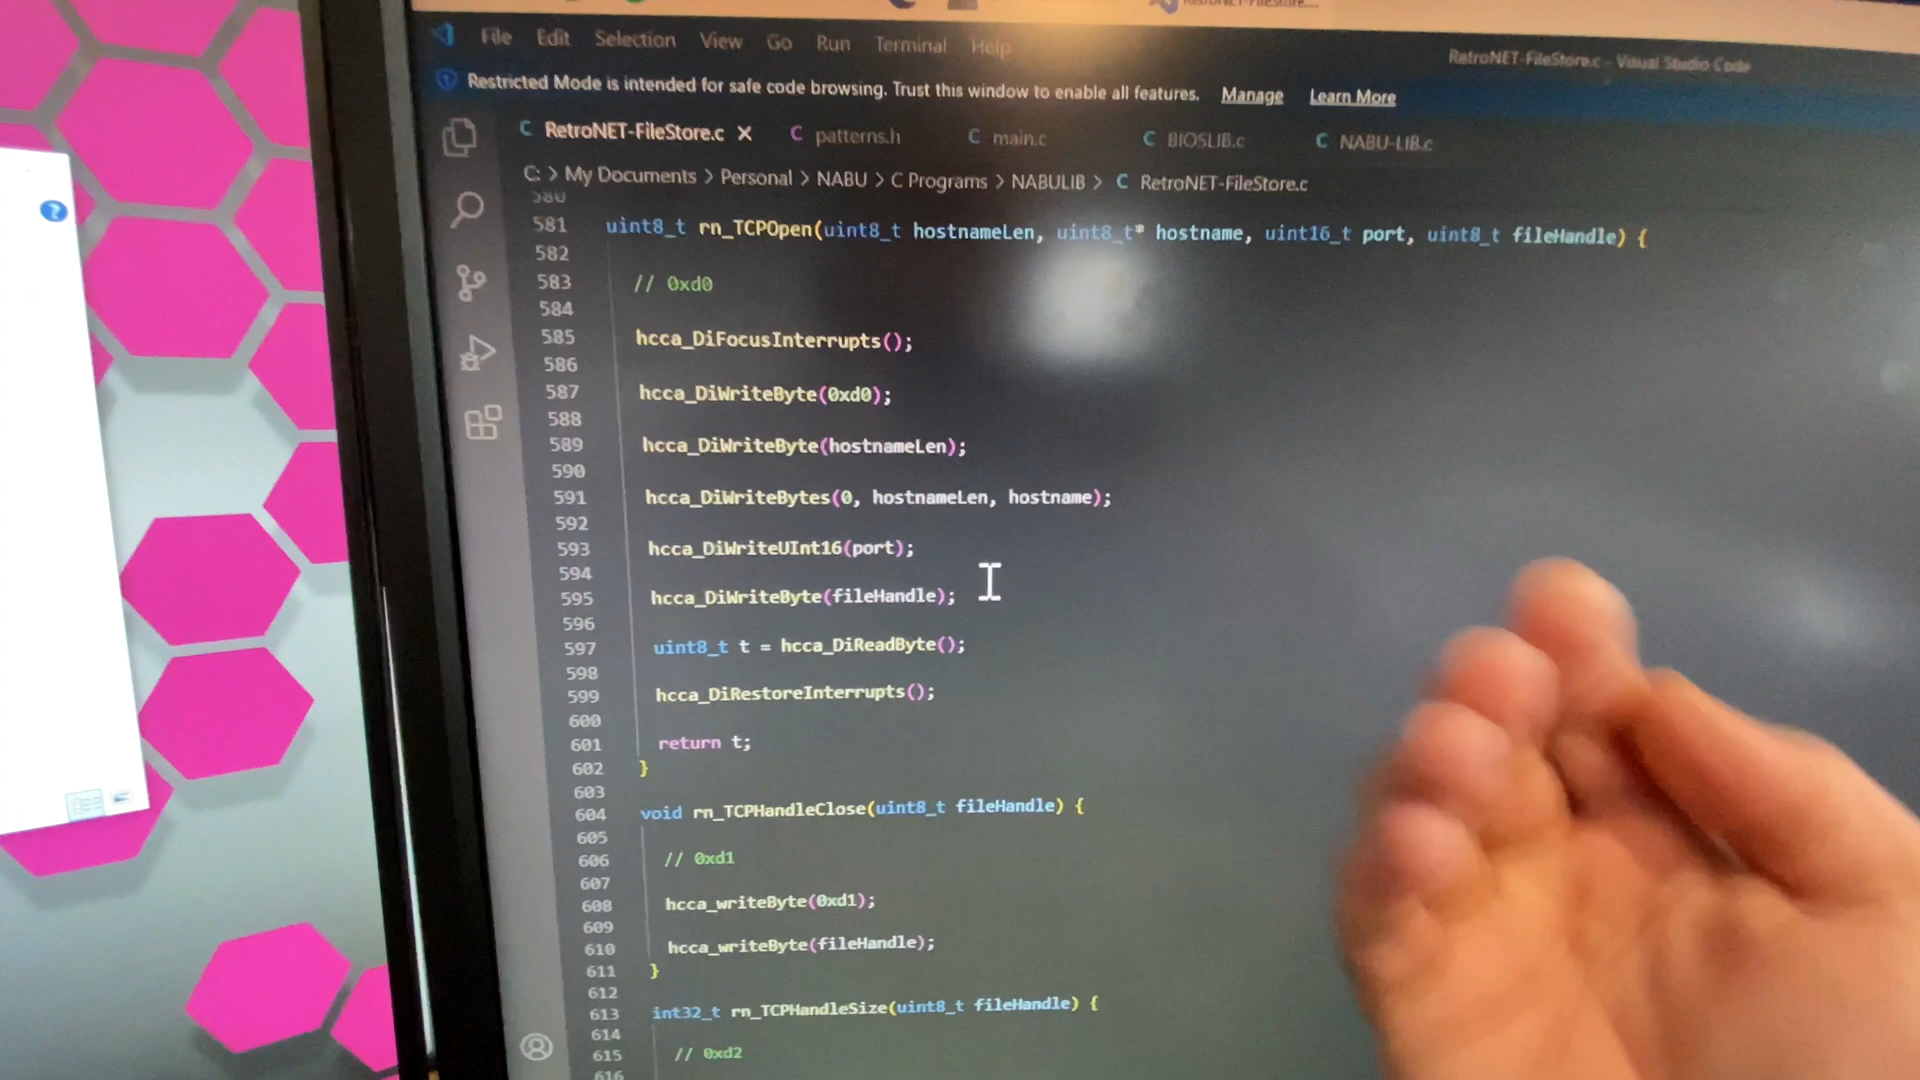 RetroNET-FileStore....
File Edit Selection View Go Run Terminal Help
RetroNET-FileStore.c - Visual Studio Code
Restricted Mode is intended for safe code browsing. Trust this window to enable all features. Manage Learn More
C RetroNET-FileStore.c X C patterns.h C main.c C BIOSLIB.c C NABU-LIB.c
C: > My Documents > Personal > NABU > C Programs > NABULIB > C RetroNET-FileStore.c
580
581 uint8_t rn_TCPOpen(uint8_t hostnameLen, uint8_t* hostname, uint16_t port, uint8_t fileHandle) {
582
583 // 0xd0
584
585 hcca_DiFocusInterrupts();
586
587 hcca_DiWriteByte(0xd0);
588
589 hcca_DiWriteByte(hostnameLen);
590
591 hcca_DiWriteBytes(0, hostnameLen, hostname);
592
593 hcca_DiWriteUInt16(port);
594
595 hcca_DiWriteByte(fileHandle);
596
597 uint8_t t = hcca_DiReadByte();
598
599 hcca_DiRestoreInterrupts();
600
601 return t;
602 }
603
604 void rn_TCPHandleClose(uint8_t fileHandle) {
605
606 // 0xd1
607
608 hcca_writeByte(0xd1);
609
610 hcca_writeByte(fileHandle);
611 }
612
613 int32_t rn_TCPHandleSize(uint8_t fileHandle) {
614
615 // 0xd2
616